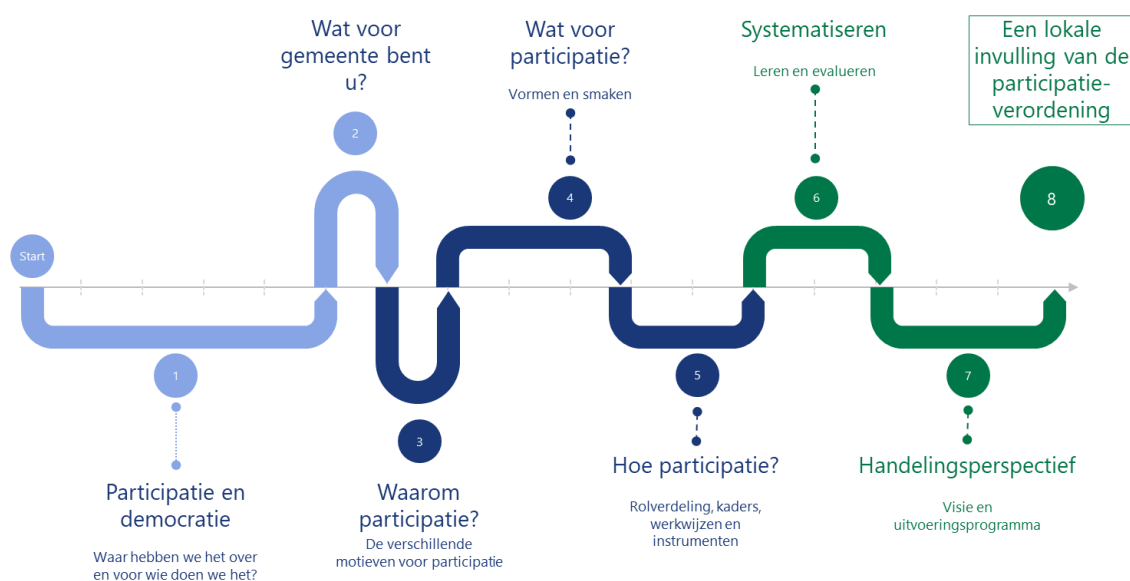 Start
1
Participatie en
democratie
Waar hebben we het over
en voor wie doen we het?
Wat voor
gemeente bent
u?
2
3
Waarom
participatie?
De verschillende
motieven voor participatie
Wat voor
participatie?
Vormen en smaken
4
5
Hoe participatie?
Rolverdeling, kaders,
werkwijzen en
instrumenten
Systematiseren
Leren en evalueren
6
7
Handelingsperspectief
Visie en
uitvoeringsprogramma
Een lokale
invulling van de
participatie-
verordening
8